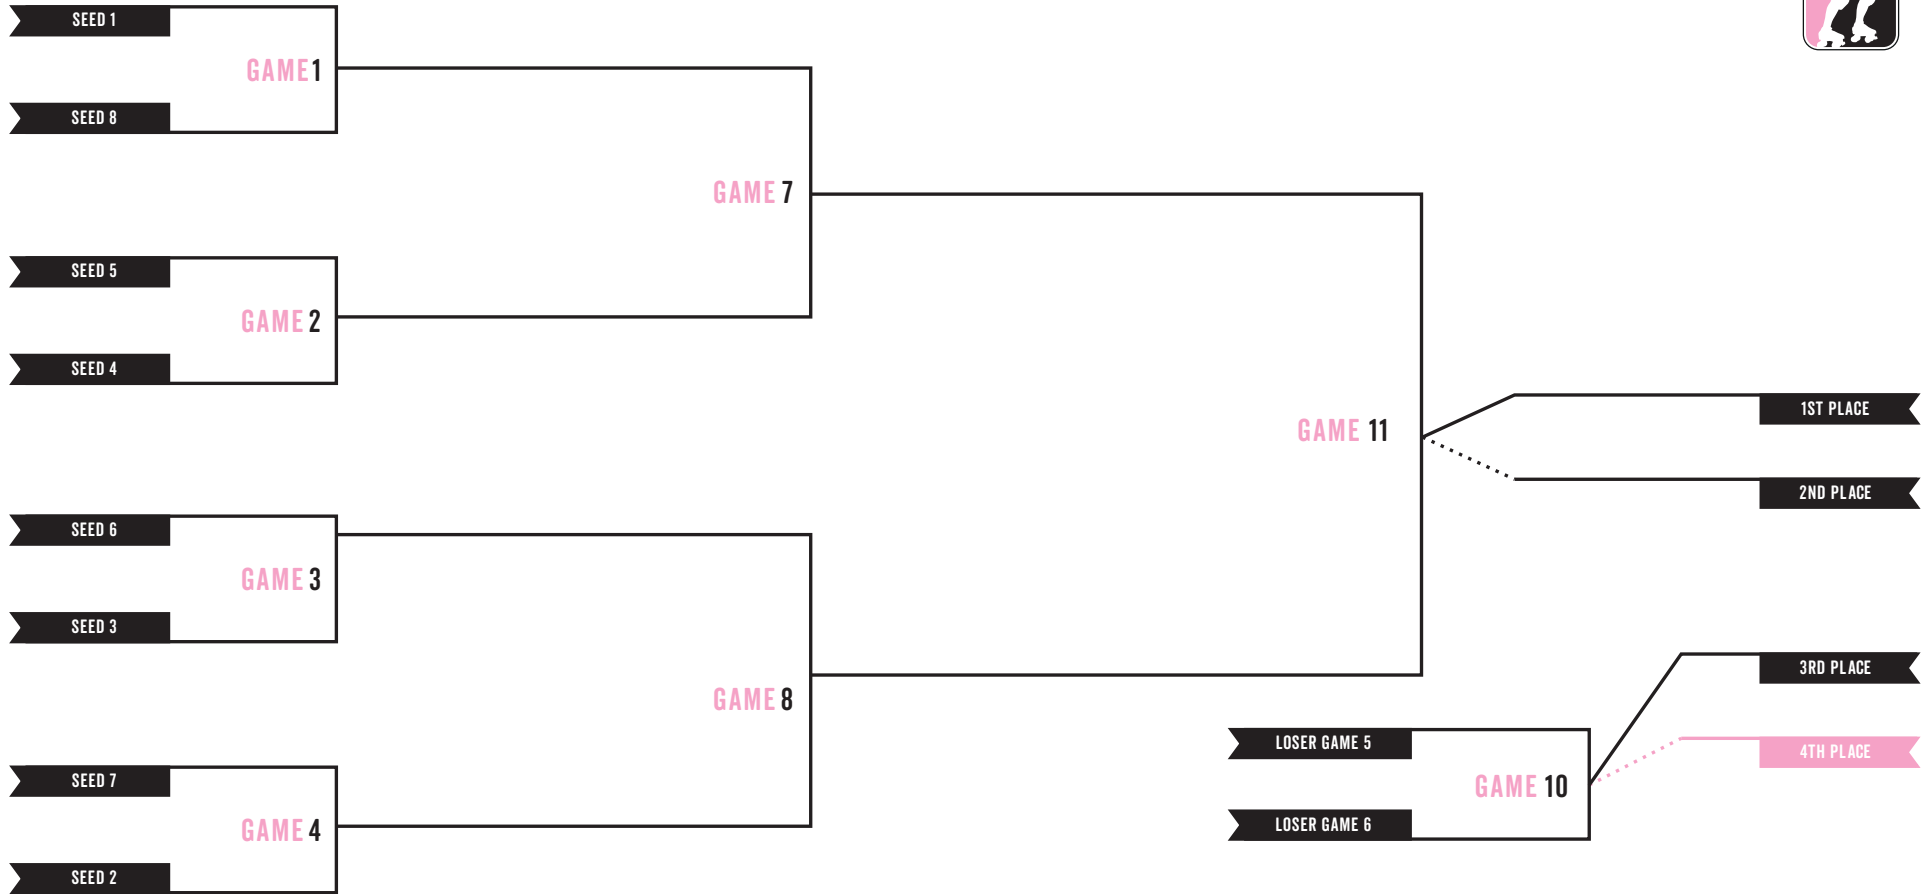 SEED 1
GAME 1
SEED 8
GAME 7
SEED 5
GAME 2
SEED 4
GAME 11
1ST PLACE
2ND PLACE
SEED 6
GAME 3
SEED 3
GAME 8
3RD PLACE
LOSER GAME 5
4TH PLACE
GAME 10
LOSER GAME 6
SEED 7
GAME 4
SEED 2